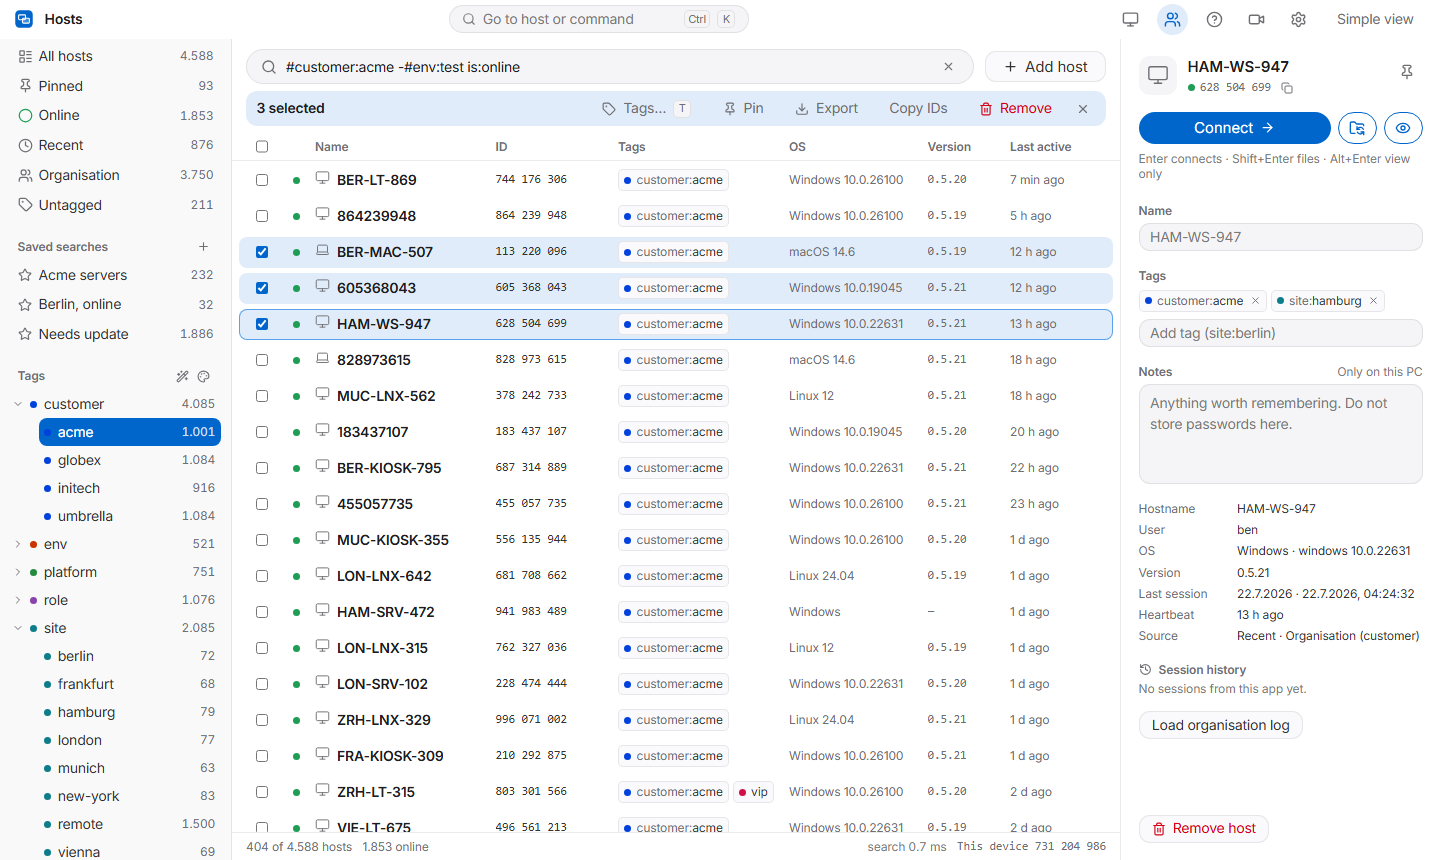 Hosts
Go to host or command Ctrl K
Simple view
All hosts 4.588
Pinned 93
Online 1.853
Recent 876
Organisation 3.750
Untagged 211
Saved searches
Acme servers 232
Berlin, online 32
Needs update 1.886
Tags
customer 4.085
acme 1.001
globex 1.084
initech 916
umbrella 1.084
env 521
platform 751
role 1.076
site 2.085
berlin 72
frankfurt 68
hamburg 79
london 77
munich 63
new-york 83
remote 1.500
vienna 69
#customer:acme -#env:test is:online
Add host
3 selected Tags... T Pin Export Copy IDs Remove
Name ID Tags OS Version Last active
BER-LT-869 744 176 306 customer:acme Windows 10.0.26100 0.5.20 7 min ago
864239948 864 239 948 customer:acme Windows 10.0.26100 0.5.19 5 h ago
BER-MAC-507 113 220 096 customer:acme macOS 14.6 0.5.19 12 h ago
605368043 605 368 043 customer:acme Windows 10.0.19045 0.5.21 12 h ago
HAM-WS-947 628 504 699 customer:acme Windows 10.0.22631 0.5.21 13 h ago
828973615 828 973 615 customer:acme macOS 14.6 0.5.21 18 h ago
MUC-LNX-562 378 242 733 customer:acme Linux 12 0.5.21 18 h ago
183437107 183 437 107 customer:acme Windows 10.0.19045 0.5.20 20 h ago
BER-KIOSK-795 687 314 889 customer:acme Windows 10.0.22631 0.5.21 22 h ago
455057735 455 057 735 customer:acme Windows 10.0.26100 0.5.21 23 h ago
MUC-KIOSK-355 556 135 944 customer:acme Windows 10.0.26100 0.5.20 1 d ago
LON-LNX-642 681 708 662 customer:acme Linux 24.04 0.5.19 1 d ago
HAM-SRV-472 941 983 489 customer:acme Windows – 1 d ago
LON-LNX-315 762 327 036 customer:acme Linux 12 0.5.19 1 d ago
LON-SRV-102 228 474 444 customer:acme Windows 10.0.22631 0.5.20 1 d ago
ZRH-LNX-329 996 071 002 customer:acme Linux 24.04 0.5.21 1 d ago
FRA-KIOSK-309 210 292 875 customer:acme Windows 10.0.26100 0.5.21 1 d ago
ZRH-LT-315 803 301 566 customer:acme vip Windows 10.0.26100 0.5.20 2 d ago
VIE-LT-675 496 561 213 customer:acme Windows 10.0.22631 0.5.19 2 d ago
404 of 4.588 hosts 1.853 online search 0.7 ms This device 731 204 986
HAM-WS-947
628 504 699
Connect
Enter connects · Shift+Enter files · Alt+Enter view
only
Name
HAM-WS-947
Tags
customer:acme site:hamburg
Add tag (site:berlin)
Notes Only on this PC
Anything worth remembering. Do not
store passwords here.
Hostname HAM-WS-947
User ben
OS Windows · windows 10.0.22631
Version 0.5.21
Last session 22.7.2026 · 22.7.2026, 04:24:32
Heartbeat 13 h ago
Source Recent · Organisation (customer)
Session history
No sessions from this app yet.
Load organisation log
Remove host